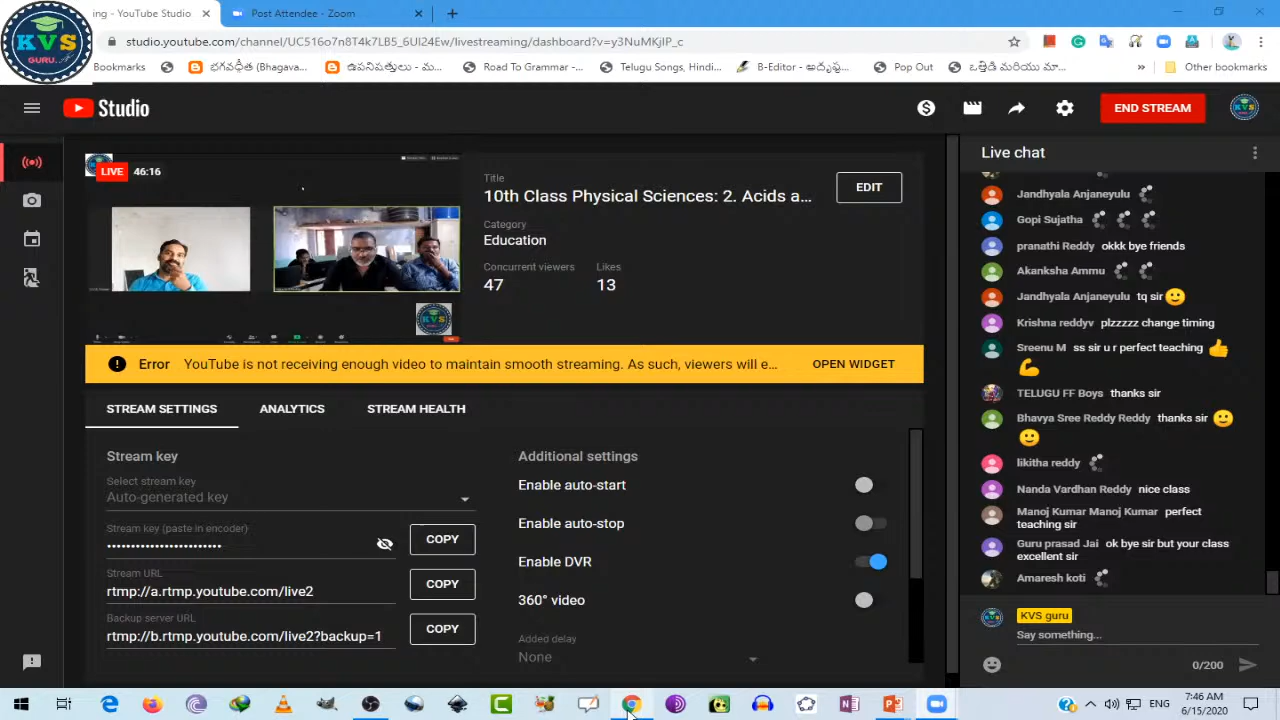 ng - YouTube Studio
Post Attendee - Zoom
KVS
GURU.
studio.youtube.com/channel/UC516o7n8T4k7LB5_6Ul24Ew/livestreaming/dashboard?v=y3NuMKjlP_c
Bookmarks
భగవద్గీత (Bhagava...
ఉపనిషత్తులు - మ...
Road To Grammar -...
Telugu Songs, Hindi...
B-Editor - అద్భుఫ...
Pop Out
ఒత్తిడి మరియు మా...
»
Other bookmarks
Studio
END STREAM
LIVE 46:16
Title
10th Class Physical Sciences: 2. Acids a...
EDIT
Category
Education
Concurrent viewers
47
Likes
13
Error YouTube is not receiving enough video to maintain smooth streaming. As such, viewers will e...
OPEN WIDGET
STREAM SETTINGS
ANALYTICS
STREAM HEALTH
Stream key
Select stream key
Auto-generated key
Stream key (paste in encoder)
COPY
Stream URL
rtmp://a.rtmp.youtube.com/live2
COPY
Backup server URL
rtmp://b.rtmp.youtube.com/live2?backup=1
COPY
Additional settings
Enable auto-start
Enable auto-stop
Enable DVR
360° video
Added delay
None
Live chat
Jandhyala Anjaneyulu
Gopi Sujatha
pranathi Reddy okkk bye friends
Akanksha Ammu
Jandhyala Anjaneyulu tq sir
Krishna reddyv plzzzzz change timing
Sreenu M ss sir u r perfect teaching
TELUGU FF Boys thanks sir
Bhavya Sree Reddy Reddy thanks sir
likitha reddy
Nanda Vardhan Reddy nice class
Manoj Kumar Manoj Kumar perfect
teaching sir
Guru prasad Jai ok bye sir but your class
excellent sir
Amaresh koti
KVS guru
Say something...
0/200
ENG
7:46 AM
6/15/2020